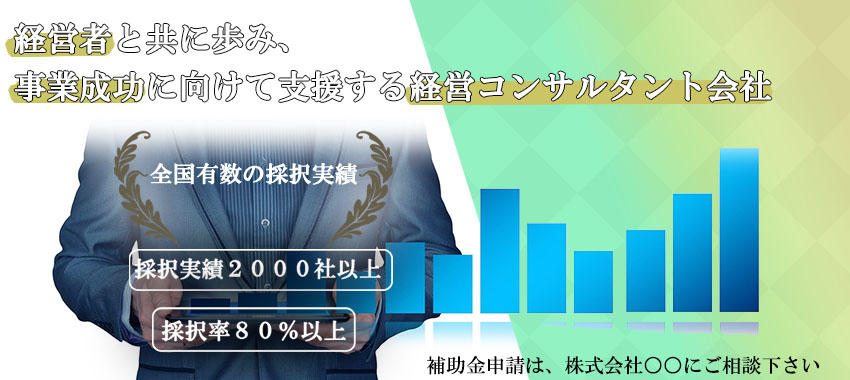 経営者と共に歩み、
事業成功に向けて支援する経営コンサルタント会社
全国有数の採択実績
採択実績２０００社以上
採択率８０％以上
補助金申請は、株式会社〇〇にご相談下さい